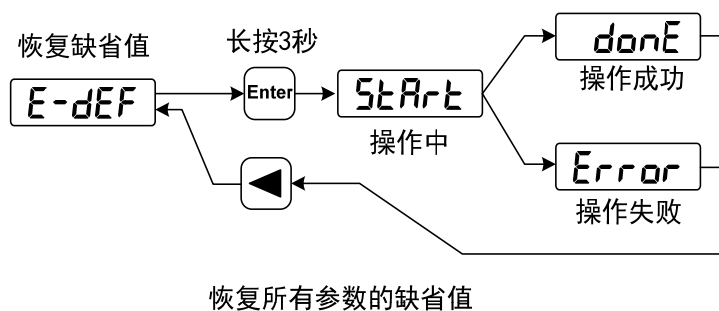 恢复缺省值
E-dEF
长按3秒
Enter
StArt
操作中
donE
操作成功
Error
操作失败
恢复所有参数的缺省值